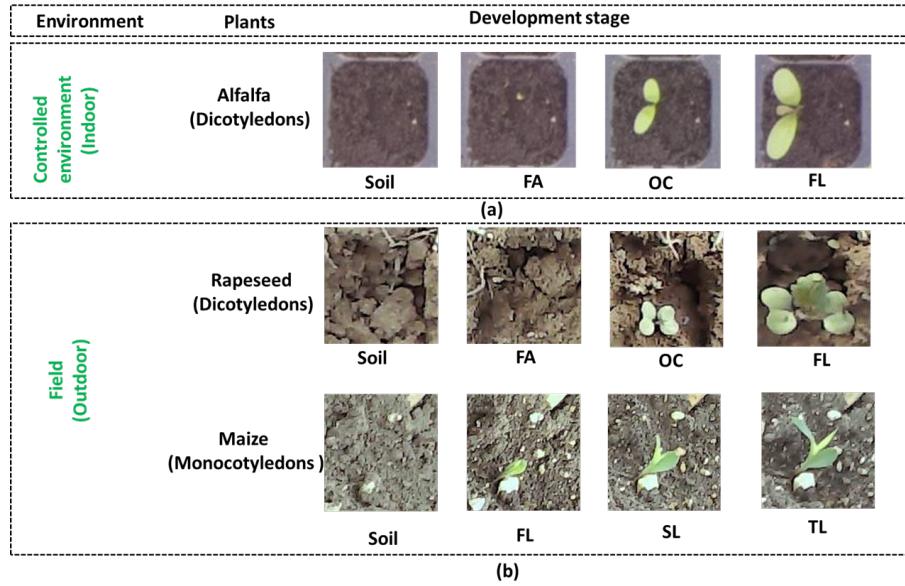 Environment Plants Development stage
Controlled
environment
(Indoor)
Alfalfa
(Dicotyledons)
Soil FA OC FL
(a)
Field
(Outdoor)
Rapeseed
(Dicotyledons)
Soil FA OC FL
Maize
(Monocotyledons )
Soil FL SL TL
(b)